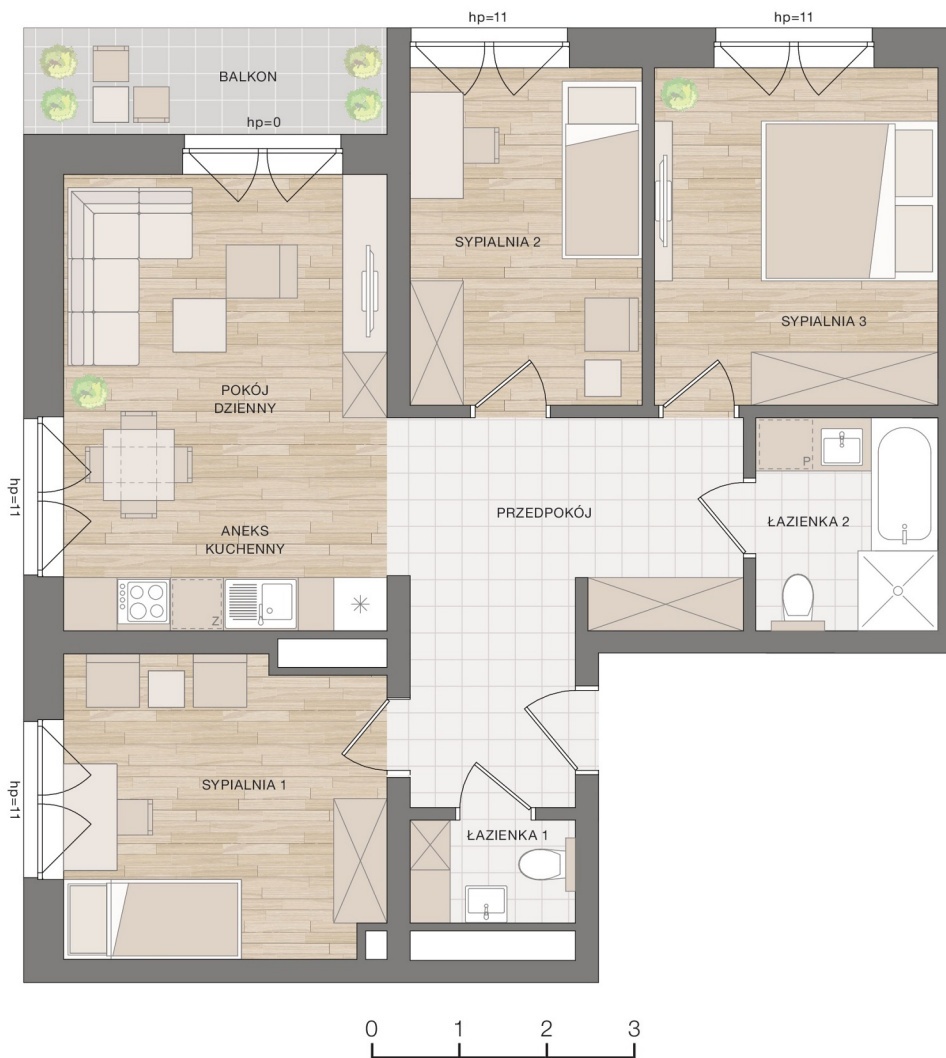 hp=11
hp=11
BALKON
hp=0
SYPIALNIA 2
SYPIALNIA 3
POKÓJ
DZIENNY
hp=11
ANEKS
KUCHENNY
PRZEDPOKÓJ
P
ŁAZIENKA 2
Z
SYPIALNIA 1
hp=11
ŁAZIENKA 1
0 1 2 3